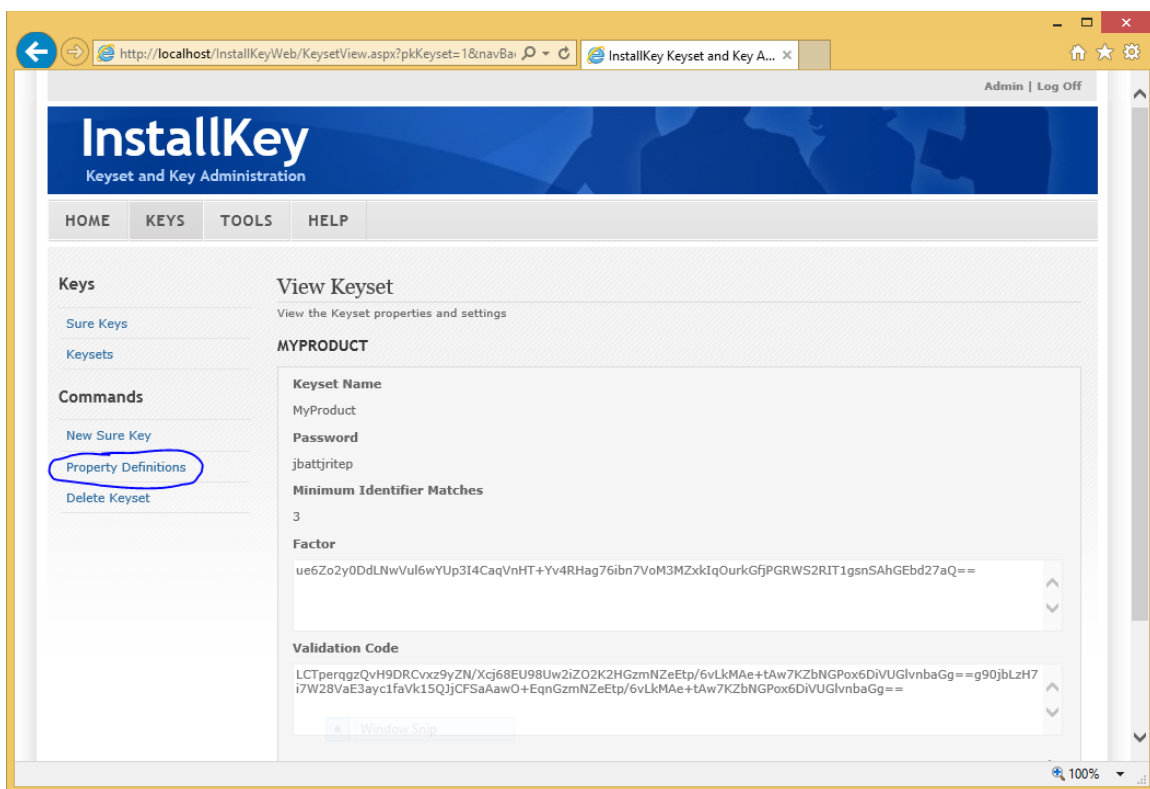 http://localhost/InstallKeyWeb/KeysetView.aspx?pkKeyset=1&navBa
InstallKey Keyset and Key A...
Admin | Log Off
InstallKey
Keyset and Key Administration
HOME KEYS TOOLS HELP
Keys
Sure Keys
Keysets
Commands
New Sure Key
Property Definitions
Delete Keyset
View Keyset
View the Keyset properties and settings
MYPRODUCT
Keyset Name
MyProduct
Password
jbattjritep
Minimum Identifier Matches
3
Factor
ue6Zo2y0DdLNwVul6wYUp3I4CaqVnHT+Yv4RHag76ibn7VoM3MZxkIqOurkGfjPGRWS2RIT1gsnSAhGEbd27aQ==
Validation Code
LCTperqgzQvH9DRCvxz9yZN/Xcj68EU98Uw2iZO2K2HGzmNZeEtp/6vLkMAe+tAw7KZbNGPox6DiVUGlvnbaGg==g90jbLzH7
i7W28VaE3ayc1faVk15QJjCFSaAawO+EqnGzmNZeEtp/6vLkMAe+tAw7KZbNGPox6DiVUGlvnbaGg==
Window Snip
100%